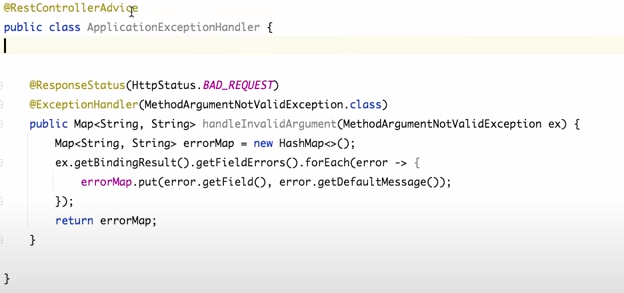 @RestControllerAdvice
public class ApplicationExceptionHandler {
@ResponseStatus(HttpStatus.BAD_REQUEST)
@ExceptionHandler(MethodArgumentNotValidException.class)
public Map<String, String> handleInvalidArgument(MethodArgumentNotValidException ex) {
Map<String, String> errorMap = new HashMap<>();
ex.getBindingResult().getFieldErrors().forEach(error -> {
errorMap.put(error.getField(), error.getDefaultMessage());
});
return errorMap;
}
}